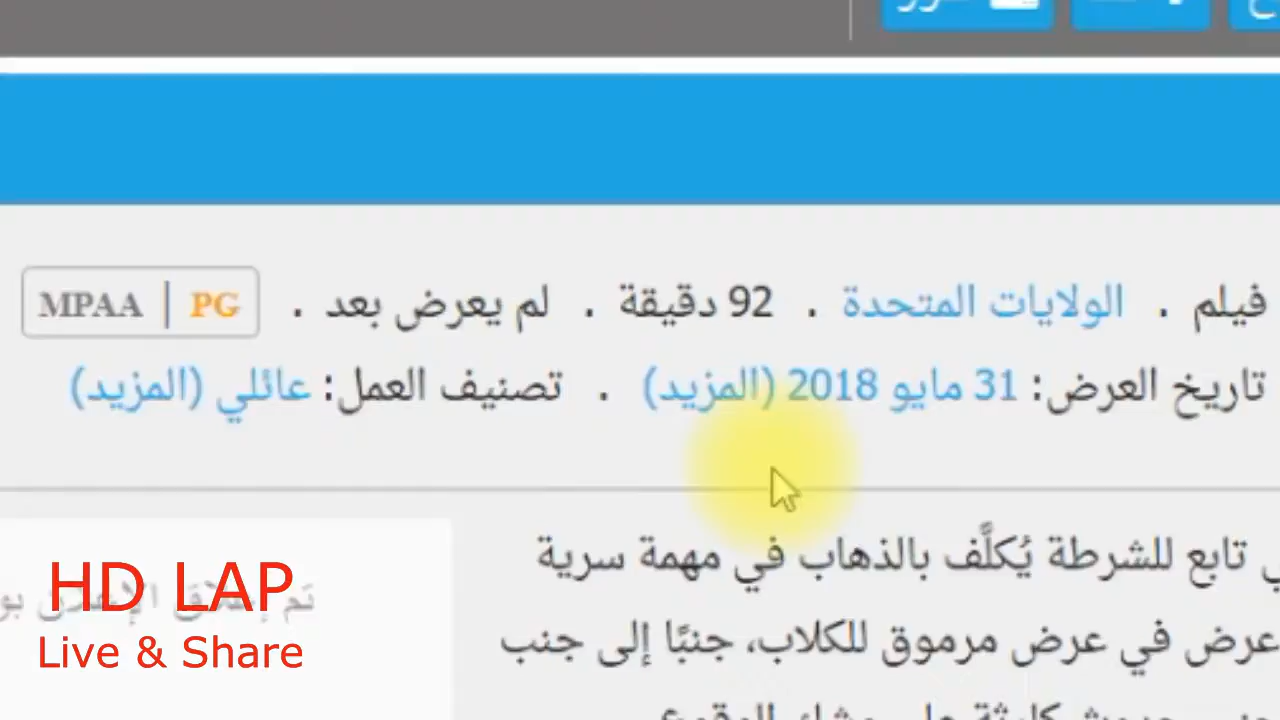 فيلم . الولايات المتحدة . 92 دقيقة . لم يعرض بعد . MPAA | PG
تاريخ العرض: 31 مايو 2018 (المزيد) . تصنيف العمل: عائلي (المزيد)
تابع للشرطة يُكلَّف بالذهاب في مهمة سرية
عرض في عرض مرموق للكلاب، جنبًا إلى جنب
HD LAP
Live & Share